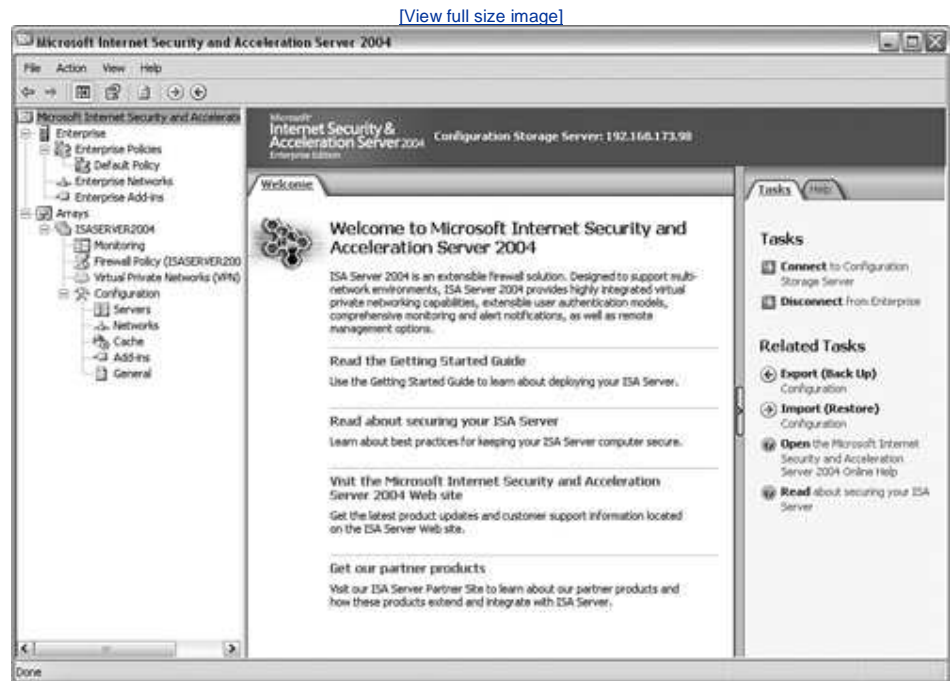 [View full size image]
Microsoft Internet Security and Acceleration Server 2004
File Action View Help
Microsoft Internet Security and Accelerato
Enterprise
Enterprise Policies
Default Policy
Enterprise Networks
Enterprise Add-ins
Arrays
ISASERVER2004
Monitoring
Firewall Policy (ISASERVER200
Virtual Private Networks (VPN)
Configuration
Servers
Networks
Cache
Add-ins
General
Microsoft
Internet Security &
Acceleration Server 2004
Enterprise Edition
Configuration Storage Server: 192.168.173.98
Welcome
Welcome to Microsoft Internet Security and
Acceleration Server 2004
ISA Server 2004 is an extensible firewall solution. Designed to support multi-
network environments, ISA Server 2004 provides highly integrated virtual
private networking capabilities, extensible user authentication models,
comprehensive monitoring and alert notifications, as well as remote
management options.
Read the Getting Started Guide
Use the Getting Started Guide to learn about deploying your ISA Server.
Read about securing your ISA Server
Learn about best practices for keeping your ISA Server computer secure.
Visit the Microsoft Internet Security and Acceleration
Server 2004 Web site
Get the latest product updates and customer support information located
on the ISA Server Web site.
Get our partner products
Visit our ISA Server Partner Site to learn about our partner products and
how these products extend and integrate with ISA Server.
Tasks Help
Tasks
Connect to Configuration
Storage Server
Disconnect from Enterprise
Related Tasks
Export (Back Up)
Configuration
Import (Restore)
Configuration
Open the Microsoft Internet
Security and Acceleration
Server 2004 Online Help
Read about securing your ISA
Server
Done